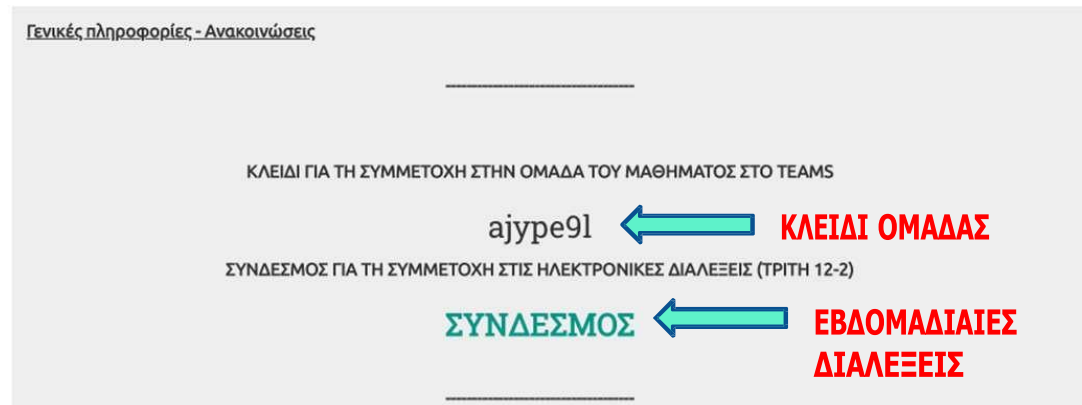 Γενικές πληροφορίες - Ανακοινώσεις
ΚΛΕΙΔΙ ΓΙΑ ΤΗ ΣΥΜΜΕΤΟΧΗ ΣΤΗΝ ΟΜΑΔΑ ΤΟΥ ΜΑΘΗΜΑΤΟΣ ΣΤΟ TEAMS
ajype9l
ΚΛΕΙΔΙ ΟΜΑΔΑΣ
ΣΥΝΔΕΣΜΟΣ ΓΙΑ ΤΗ ΣΥΜΜΕΤΟΧΗ ΣΤΙΣ ΗΛΕΚΤΡΟΝΙΚΕΣ ΔΙΑΛΕΞΕΙΣ (ΤΡΙΤΗ 12-2)
ΣΥΝΔΕΣΜΟΣ
ΕΒΔΟΜΑΔΙΑΙΕΣ
ΔΙΑΛΕΞΕΙΣ